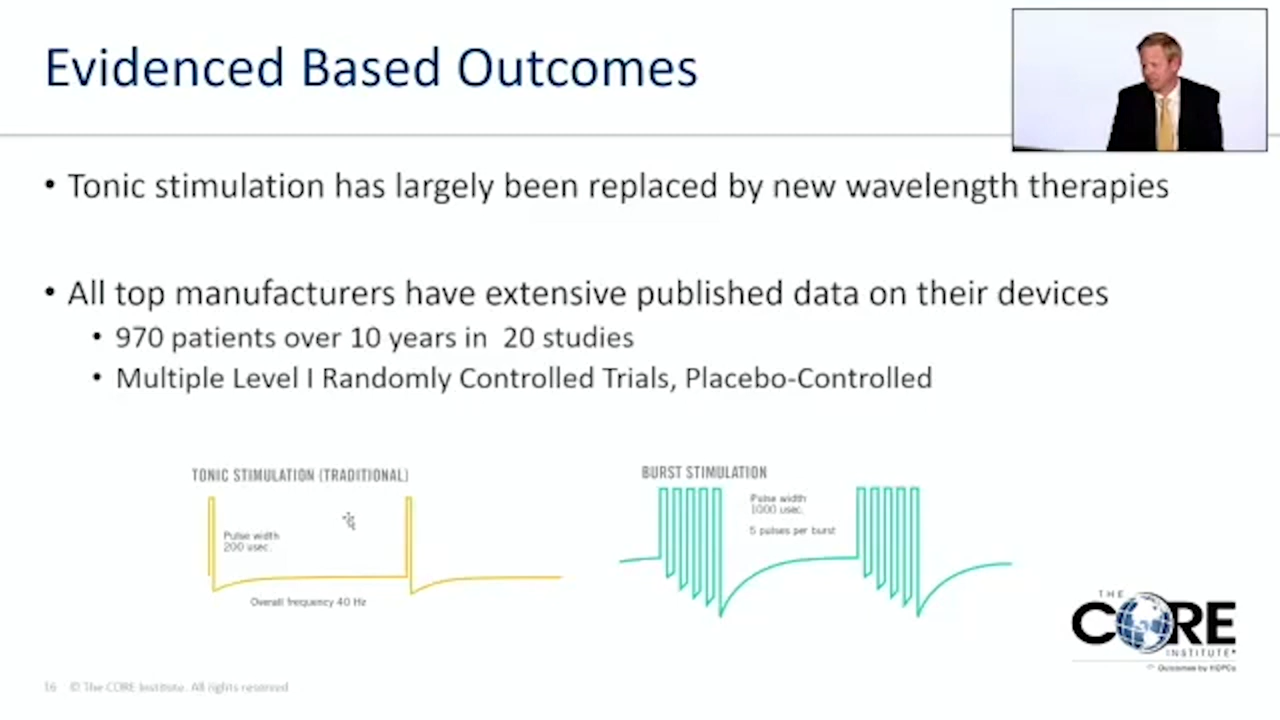 Evidenced Based Outcomes
• Tonic stimulation has largely been replaced by new wavelength therapies
• All top manufacturers have extensive published data on their devices
• 970 patients over 10 years in 20 studies
• Multiple Level I Randomly Controlled Trials, Placebo-Controlled
TONIC STIMULATION (TRADITIONAL)
Pulse width
200 usec.
Overall frequency 40 Hz
BURST STIMULATION
Pulse width
1000 usec.
5 pulses per burst
THE
CORE
INSTITUTE
Outcomes by HOPCo
16 © The CORE Institute. All rights reserved